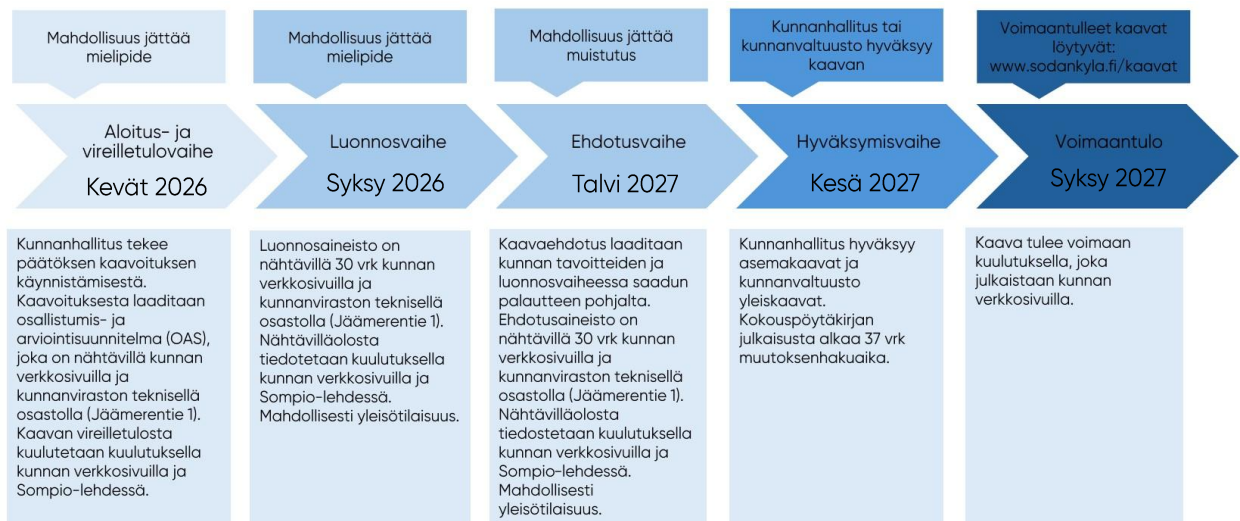 Mahdollisuus jättää
mielipide
Mahdollisuus jättää
mielipide
Mahdollisuus jättää
muistutus
Kunnanhallitus tai
kunnanvaltuusto hyväksyy
kaavan
Voimaantulleet kaavat
löytyvät:
www.sodankyla.fi/kaavat
Aloitus- ja
vireilletulovaihe
Kevät 2026
Luonnosvaihe
Syksy 2026
Ehdotusvaihe
Talvi 2027
Hyväksymisvaihe
Kesä 2027
Voimaantulo
Syksy 2027
Kunnanhallitus tekee
päätöksen kaavoituksen
käynnistämisestä.
Kaavoituksesta laaditaan
osallistumis- ja
arviointisuunnitelma (OAS),
joka on nähtävillä kunnan
verkkosivuilla ja
kunnanviraston teknisellä
osastolla (Jäämerentie 1).
Kaavan vireilletulosta
kuulutetaan kuulutuksella
kunnan verkkosivuilla ja
Sompio-lehdessä.
Luonnosaineisto on
nähtävillä 30 vrk kunnan
verkkosivuilla ja
kunnanviraston teknisellä
osastolla (Jäämerentie 1).
Nähtävilläolosta
tiedotetaan kuulutuksella
kunnan verkkosivuilla ja
Sompio-lehdessä.
Mahdollisesti yleisötilaisuus.
Kaavaehdotus laaditaan
kunnan tavoitteiden ja
luonnosvaiheessa saadun
palautteen pohjalta.
Ehdotusaineisto on
nähtävillä 30 vrk kunnan
verkkosivuilla ja
kunnanviraston teknisellä
osastolla (Jäämerentie 1).
Nähtävilläolosta
tiedostetaan kuulutuksella
kunnan verkkosivuilla ja
Sompio-lehdessä.
Mahdollisesti
yleisötilaisuus.
Kunnanhallitus hyväksyy
asemakaavat ja
kunnanvaltuusto
yleiskaavat.
Kokouspöytäkirjan
julkaisusta alkaa 37 vrk
muutoksenhakuaika.
Kaava tulee voimaan
kuulutuksella, joka
julkaistaan kunnan
verkkosivuilla.